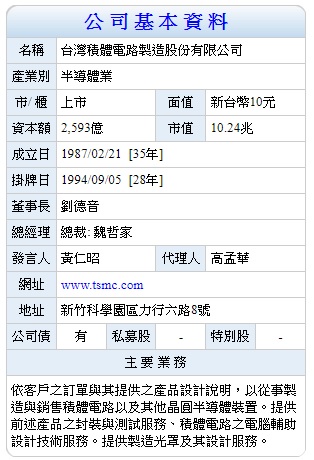 公司基本資料
名稱 台灣積體電路製造股份有限公司
產業別 半導體業
市/ 櫃 上市 面值 新台幣10元
資本額 2,593億 市值 10.24兆
成立日 1987/02/21 [35年]
掛牌日 1994/09/05 [28年]
董事長 劉德音
總經理 總裁: 魏哲家
發言人 黃仁昭 代理人 高孟華
網址 www.tsmc.com
地址 新竹科學園區力行六路8號
公司債 有 私募股 - 特別股 -
主要業務
依客戶之訂單與其提供之產品設計說明，以從事製
造與銷售積體電路以及其他晶圓半導體裝置。提供
前述產品之封裝與測試服務、積體電路之電腦輔助
設計技術服務。提供製造光罩及其設計服務。